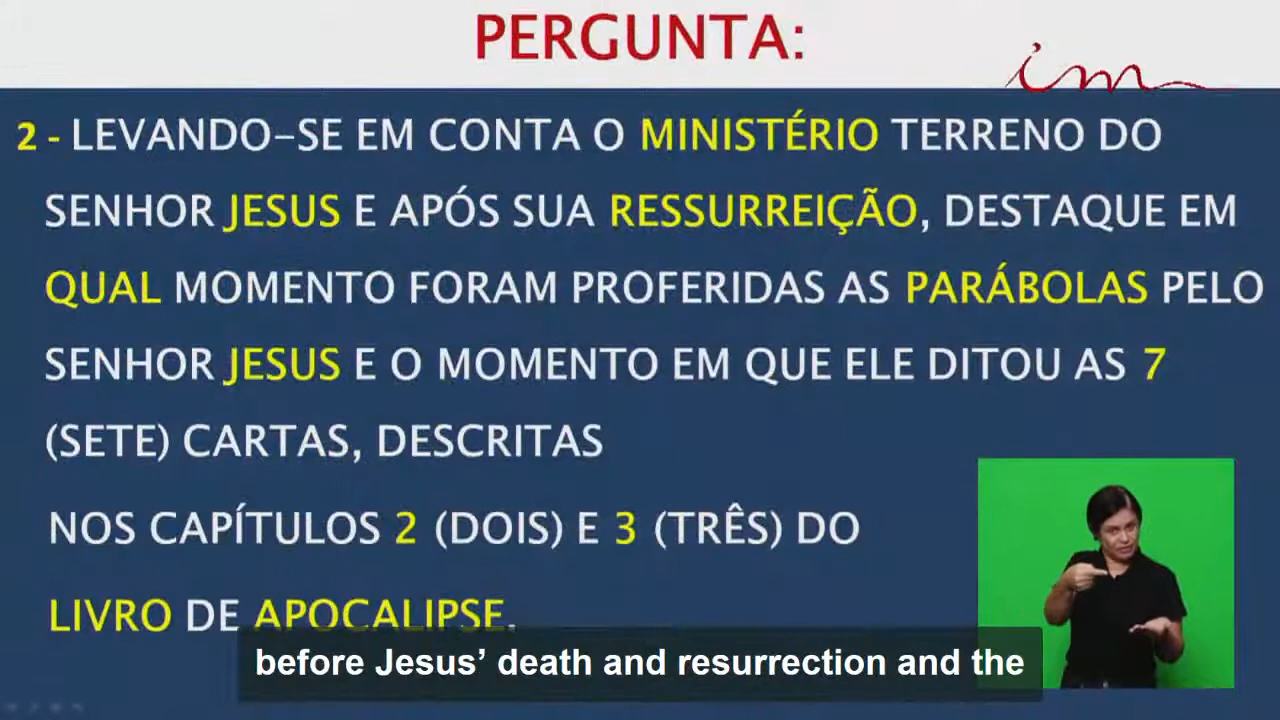 PERGUNTA:
im
2 - LEVANDO-SE EM CONTA O MINISTÉRIO TERRENO DO
SENHOR JESUS E APÓS SUA RESSURREIÇÃO, DESTAQUE EM
QUAL MOMENTO FORAM PROFERIDAS AS PARÁBOLAS PELO
SENHOR JESUS E O MOMENTO EM QUE ELE DITOU AS 7
(SETE) CARTAS, DESCRITAS
NOS CAPÍTULOS 2 (DOIS) E 3 (TRÊS) DO
LIVRO DE APOCALIPSE.
before Jesus’ death and resurrection and the